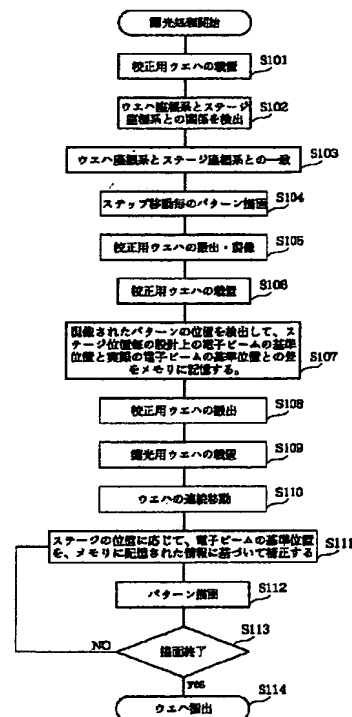 露光処理開始
校正用ウエハの載置
S101
ウエハ座標系とステージ
座標系との関係を検出
S102
ウエハ座標系とステージ座標系との一致
S103
ステップ移動毎のパターン描画
S104
校正用ウエハの搬出・現像
S105
校正用ウエハの載置
S106
現像されたパターンの位置を検出して、ス
テージ位置毎の設計上の電子ビームの基準
位置と実際の電子ビームの基準位置との差
をメモリに記憶する。
S107
校正用ウエハの搬出
S108
露光用ウエハの載置
S109
ウエハの連続移動
S110
ステージの位置に応じて、電子ビームの基準位置
を、メモリに記憶された情報に基づいて補正する
S111
パターン描画
S112
描画終了
S113
NO
yes
ウエハ搬出
S114